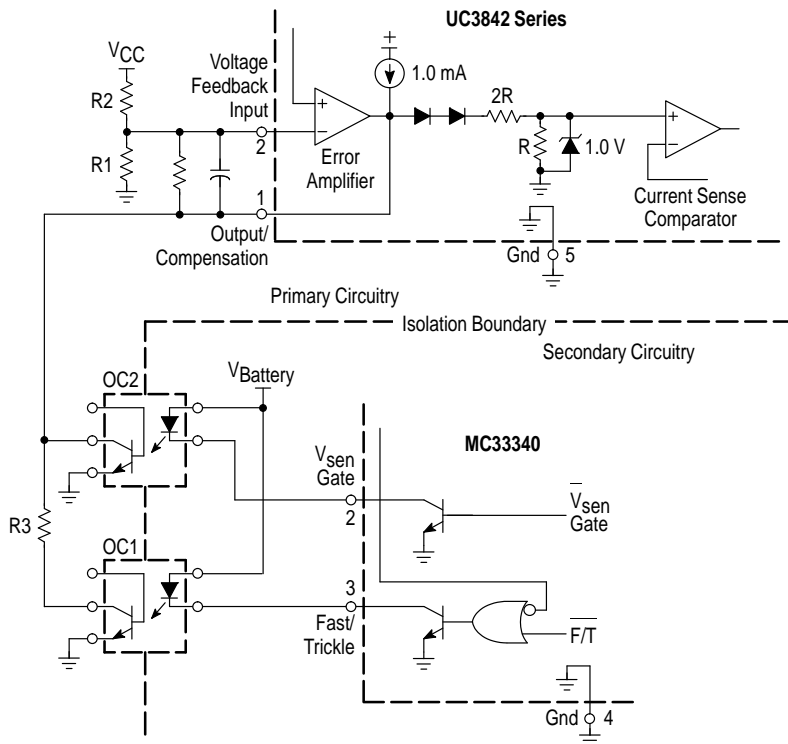 UC3842 Series
VCC
R2
R1
Voltage
Feedback
Input
2
+
1.0 mA
+
−
Error
Amplifier
2R
R
1.0 V
+
−
Current Sense
Comparator
1
Output/
Compensation
Gnd 5
Primary Circuitry
Isolation Boundary
Secondary Circuitry
OC2
VBattery
MC33340
Vsen
Gate
2
V̅sen
Gate
R3
OC1
3
Fast/
Trickle
F̅/̅T̅
Gnd 4